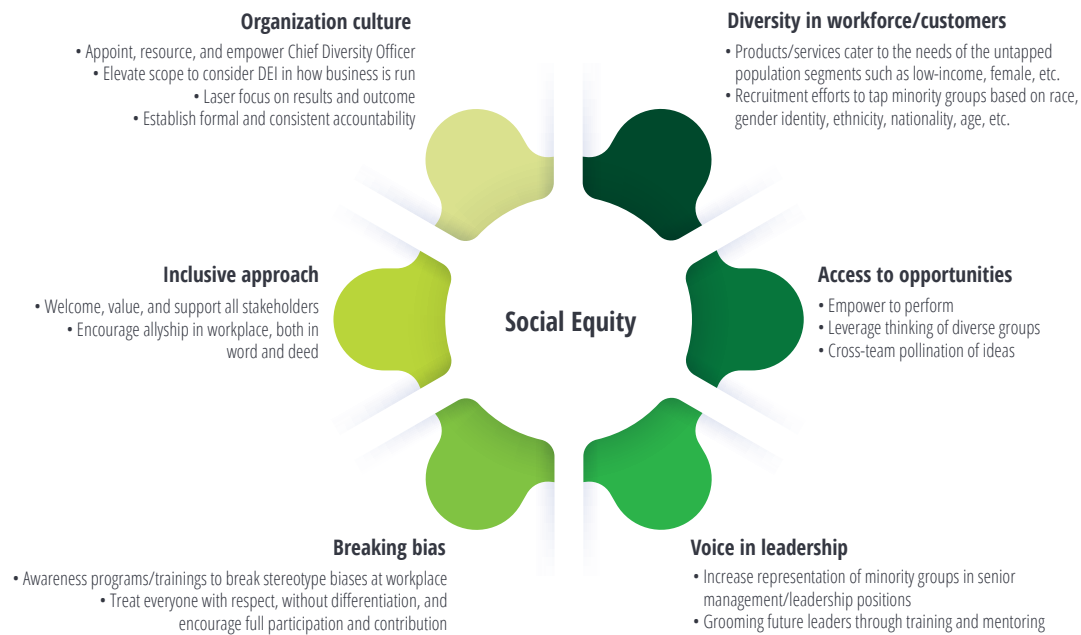 Organization culture
• Appoint, resource, and empower Chief Diversity Officer
• Elevate scope to consider DEI in how business is run
• Laser focus on results and outcome
• Establish formal and consistent accountability
Diversity in workforce/customers
• Products/services cater to the needs of the untapped
population segments such as low-income, female, etc.
• Recruitment efforts to tap minority groups based on race,
gender identity, ethnicity, nationality, age, etc.
Inclusive approach
• Welcome, value, and support all stakeholders
• Encourage allyship in workplace, both in
word and deed
Social Equity
Access to opportunities
• Empower to perform
• Leverage thinking of diverse groups
• Cross-team pollination of ideas
Breaking bias
• Awareness programs/trainings to break stereotype biases at workplace
• Treat everyone with respect, without differentiation, and
encourage full participation and contribution
Voice in leadership
• Increase representation of minority groups in senior
management/leadership positions
• Grooming future leaders through training and mentoring